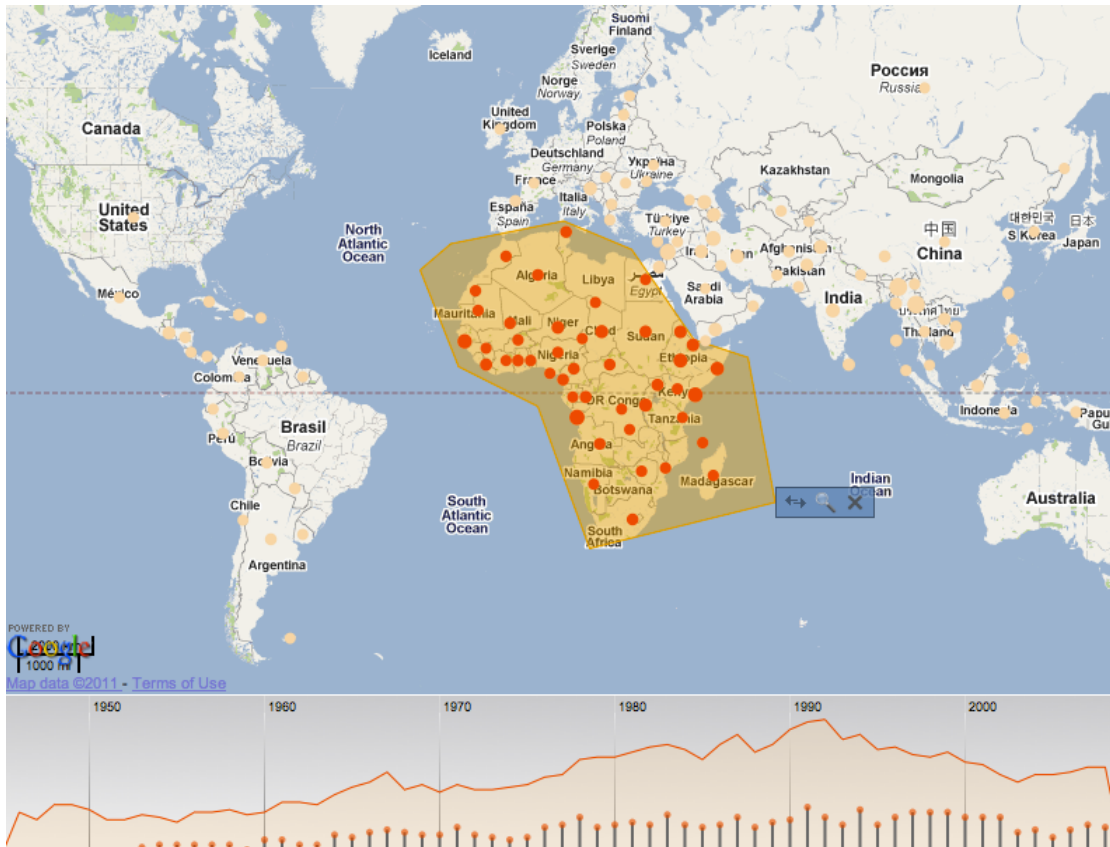 Suomi
Finland
Iceland
Sverige
Sweden
Norge
Norway
Россия
Russia
United
Kingdom
Polska
Poland
Canada
Deutschland
Germany
Україна
Ukraine
Kazakhstan
Mongolia
France
Italia
Italy
United
States
España
Spain
Türkiye
Turkey
대한민국
S Korea
日本
Japan
中国
China
North
Atlantic
Ocean
Iran
Afghanistan
Pakistan
Algeria
Libya
مصر
Egypt
Saudi
Arabia
México
India
Mauritania
Mali
Niger
Chad
Sudan
Thailand
Nigeria
Ethiopia
Venezuela
Colombia
DR Congo
Kenya
Indonesia
Papua
Gu
Tanzania
Perú
Brasil
Brazil
Angola
Bolivia
Namibia
Botswana
Madagascar
Indian
Ocean
Australia
Chile
South
Atlantic
Ocean
South
Africa
Argentina
POWERED BY
Google
1000 mi
Map data ©2011 - Terms of Use
1950 1960 1970 1980 1990 2000